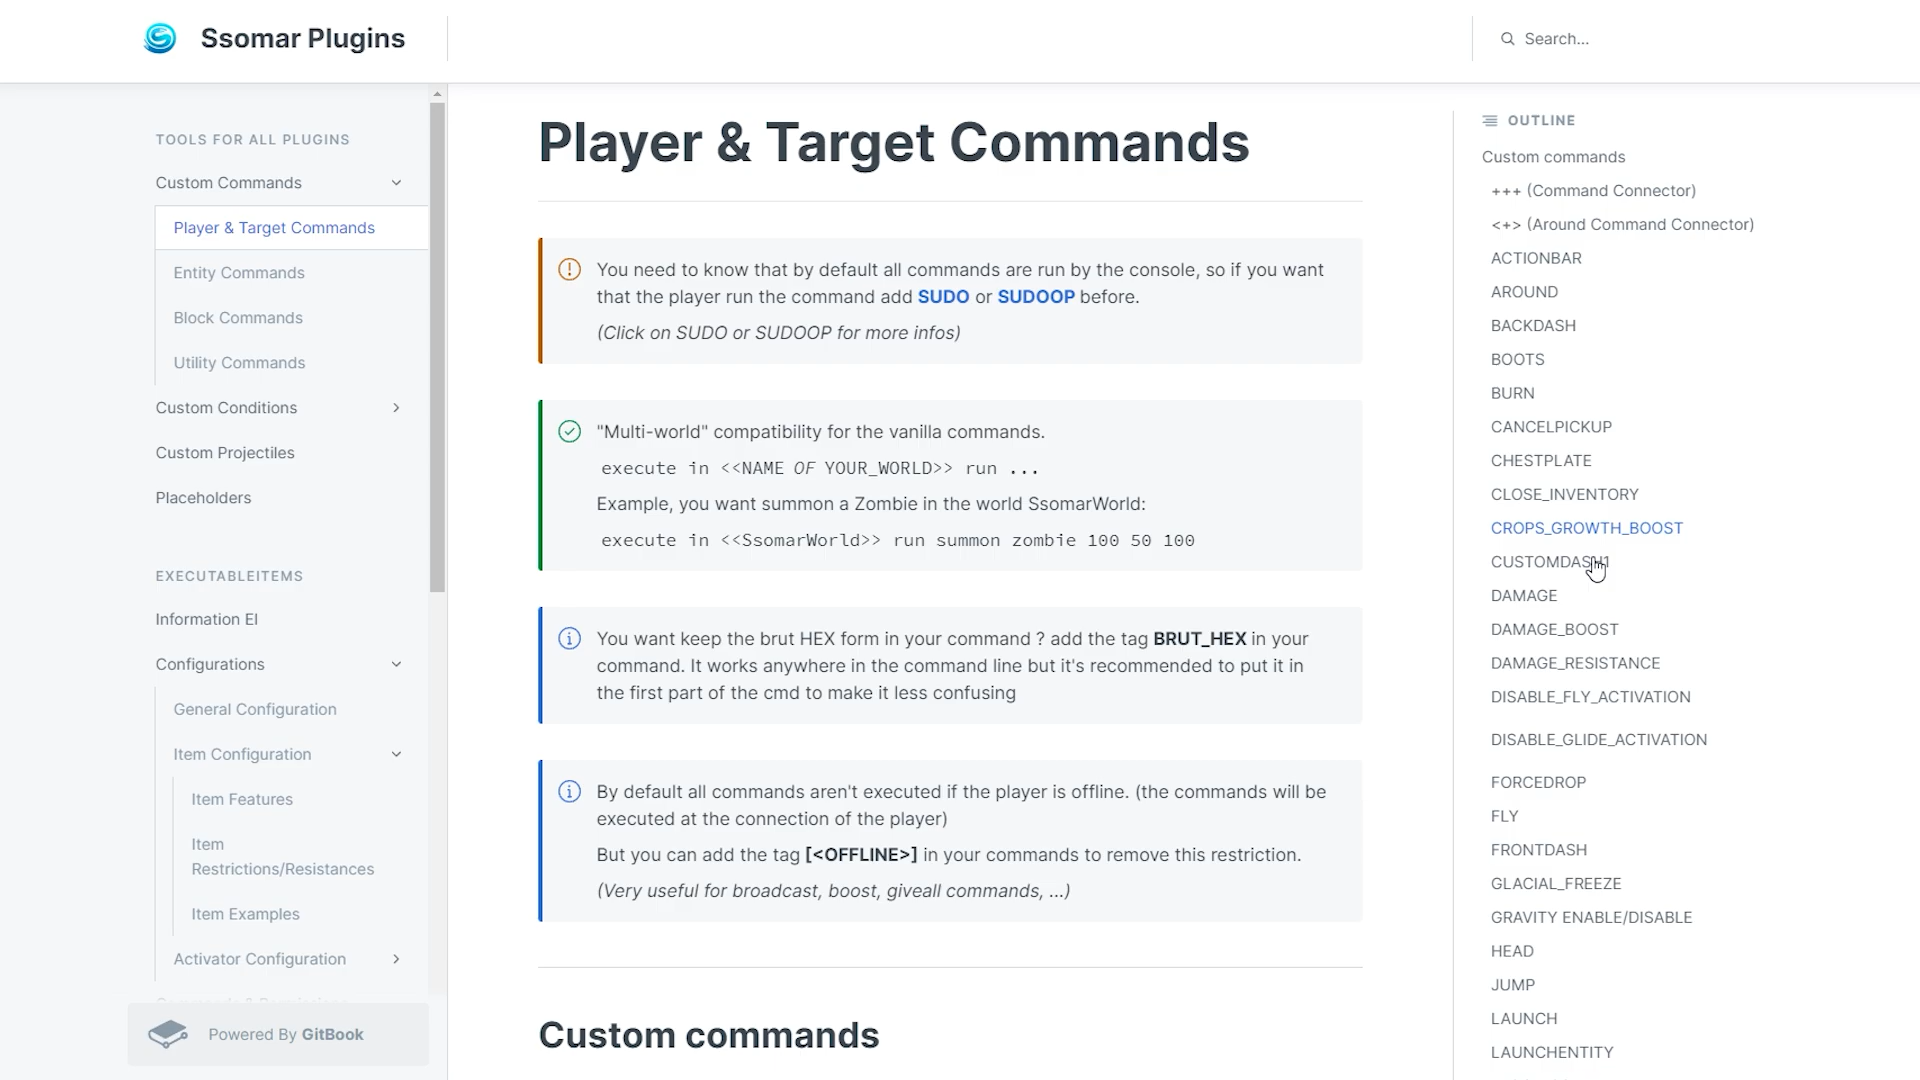 Ssomar Plugins
Search...
TOOLS FOR ALL PLUGINS
Custom Commands
Player & Target Commands
Entity Commands
Block Commands
Utility Commands
Custom Conditions
Custom Projectiles
Placeholders
EXECUTABLEITEMS
Information EI
Configurations
General Configuration
Item Configuration
Item Features
Item
Restrictions/Resistances
Item Examples
Activator Configuration
Powered By GitBook
Player & Target Commands
You need to know that by default all commands are run by the console, so if you want
that the player run the command add SUDO or SUDOOP before.
(Click on SUDO or SUDOOP for more infos)
"Multi-world" compatibility for the vanilla commands.
execute in <<NAME OF YOUR_WORLD>> run ...
Example, you want summon a Zombie in the world SsomarWorld:
execute in <<SsomarWorld>> run summon zombie 100 50 100
You want keep the brut HEX form in your command ? add the tag BRUT_HEX in your
command. It works anywhere in the command line but it's recommended to put it in
the first part of the cmd to make it less confusing
By default all commands aren't executed if the player is offline. (the commands will be
executed at the connection of the player)
But you can add the tag [<OFFLINE>] in your commands to remove this restriction.
(Very useful for broadcast, boost, giveall commands, ...)
Custom commands
OUTLINE
Custom commands
+++ (Command Connector)
<+> (Around Command Connector)
ACTIONBAR
AROUND
BACKDASH
BOOTS
BURN
CANCELPICKUP
CHESTPLATE
CLOSE_INVENTORY
CROPS_GROWTH_BOOST
CUSTOMDASH1
DAMAGE
DAMAGE_BOOST
DAMAGE_RESISTANCE
DISABLE_FLY_ACTIVATION
DISABLE_GLIDE_ACTIVATION
FORCEDROP
FLY
FRONTDASH
GLACIAL_FREEZE
GRAVITY ENABLE/DISABLE
HEAD
JUMP
LAUNCH
LAUNCHENTITY